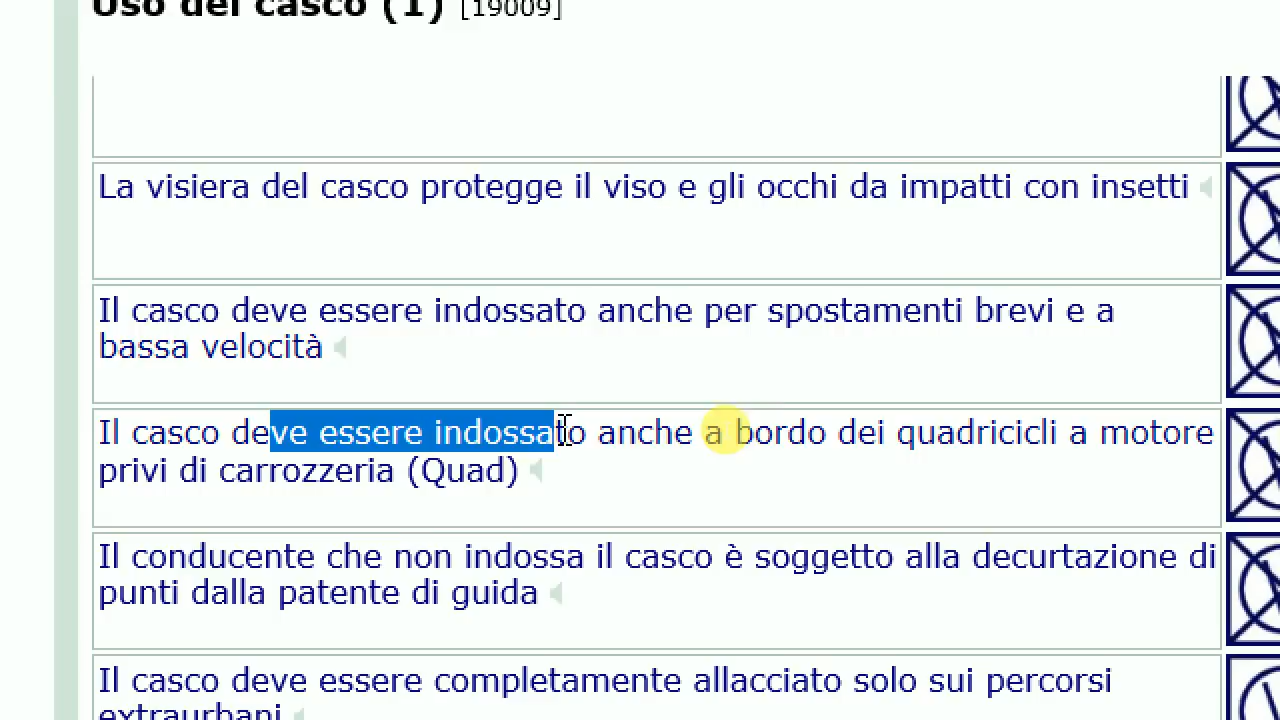 Uso del casco (1) [19009]
La visiera del casco protegge il viso e gli occhi da impatti con insetti
Il casco deve essere indossato anche per spostamenti brevi e a
bassa velocità
Il casco deve essere indossato anche a bordo dei quadricicli a motore
privi di carrozzeria (Quad)
Il conducente che non indossa il casco è soggetto alla decurtazione di
punti dalla patente di guida
Il casco deve essere completamente allacciato solo sui percorsi
extraurbani